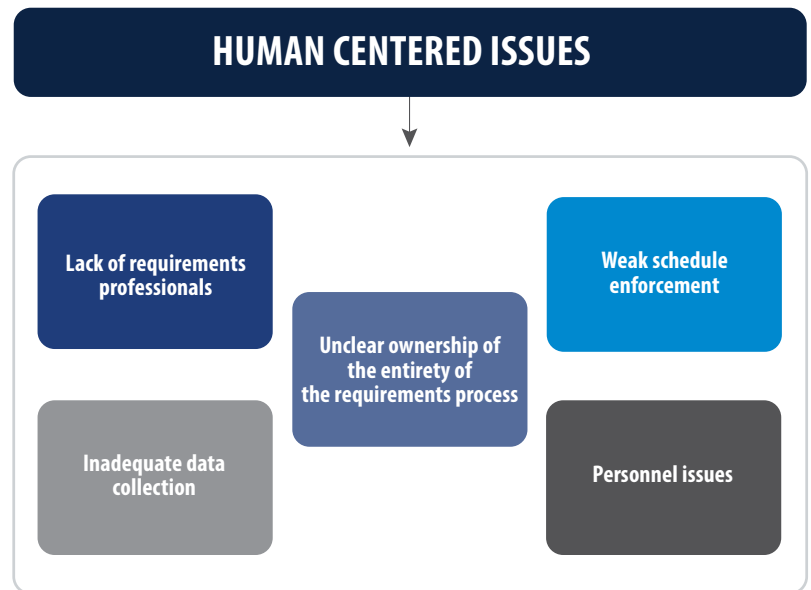 HUMAN CENTERED ISSUES
Lack of requirements
professionals
Weak schedule
enforcement
Unclear ownership of
the entirety of
the requirements process
Inadequate data
collection
Personnel issues